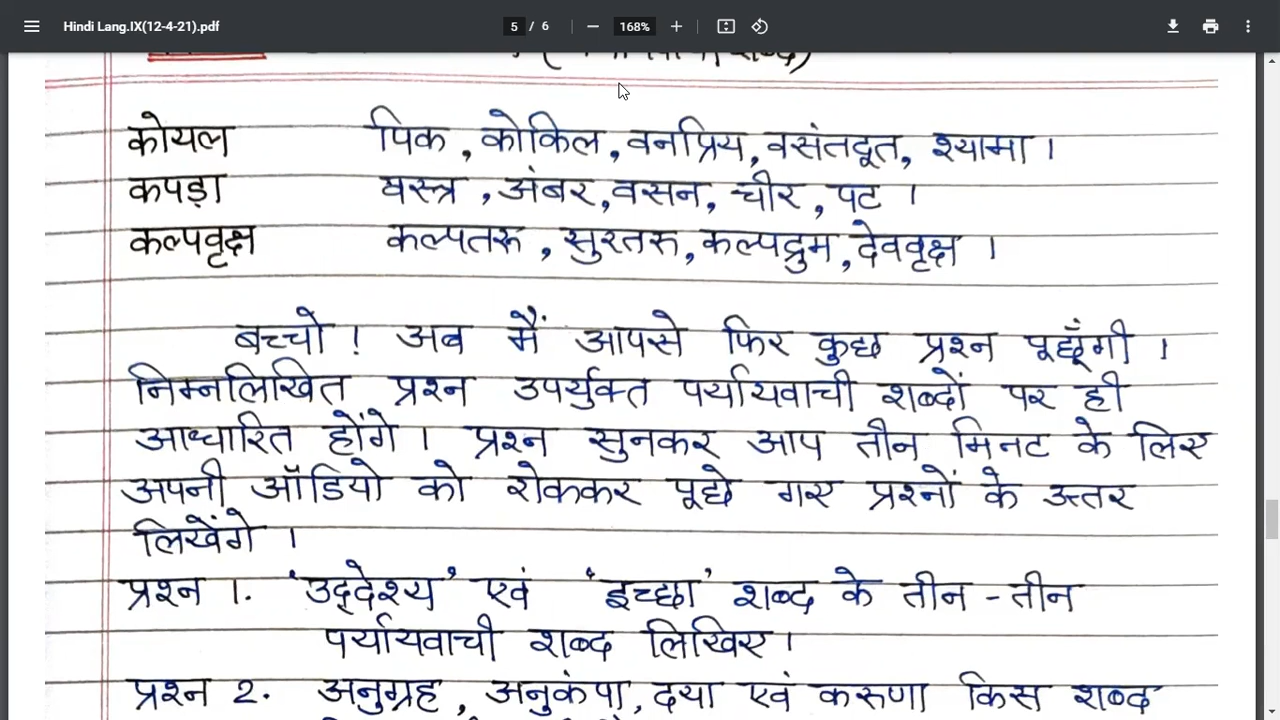 Hindi Lang.IX(12-4-21).pdf
5 / 6
168%
कोयल पिक, कोकिल, वनप्रिय, वसंतदूत, श्यामा ।
कपड़ा वस्त्र, अंबर, वसन, चीर, पट ।
कल्पवृक्ष कल्पतरू, सुरतरु, कल्पद्रुम, देववृक्ष ।
बच्चो ! अब मैं आपसे फिर कुछ प्रश्न पूछूँगी ।
निम्नलिखित प्रश्न उपर्युक्त पर्यायवाची शब्दों पर ही
आधारित होंगे । प्रश्न सुनकर आप तीन मिनट के लिए
अपनी ऑडियो को रोककर पूछे गए प्रश्नों के उत्तर
लिखेंगे ।
प्रश्न 1. 'उद्देश्य' एवं 'इच्छा' शब्द के तीन - तीन
पर्यायवाची शब्द लिखिए ।
प्रश्न 2. अनुग्रह, अनुकंपा, दया एवं करुणा किस शब्द